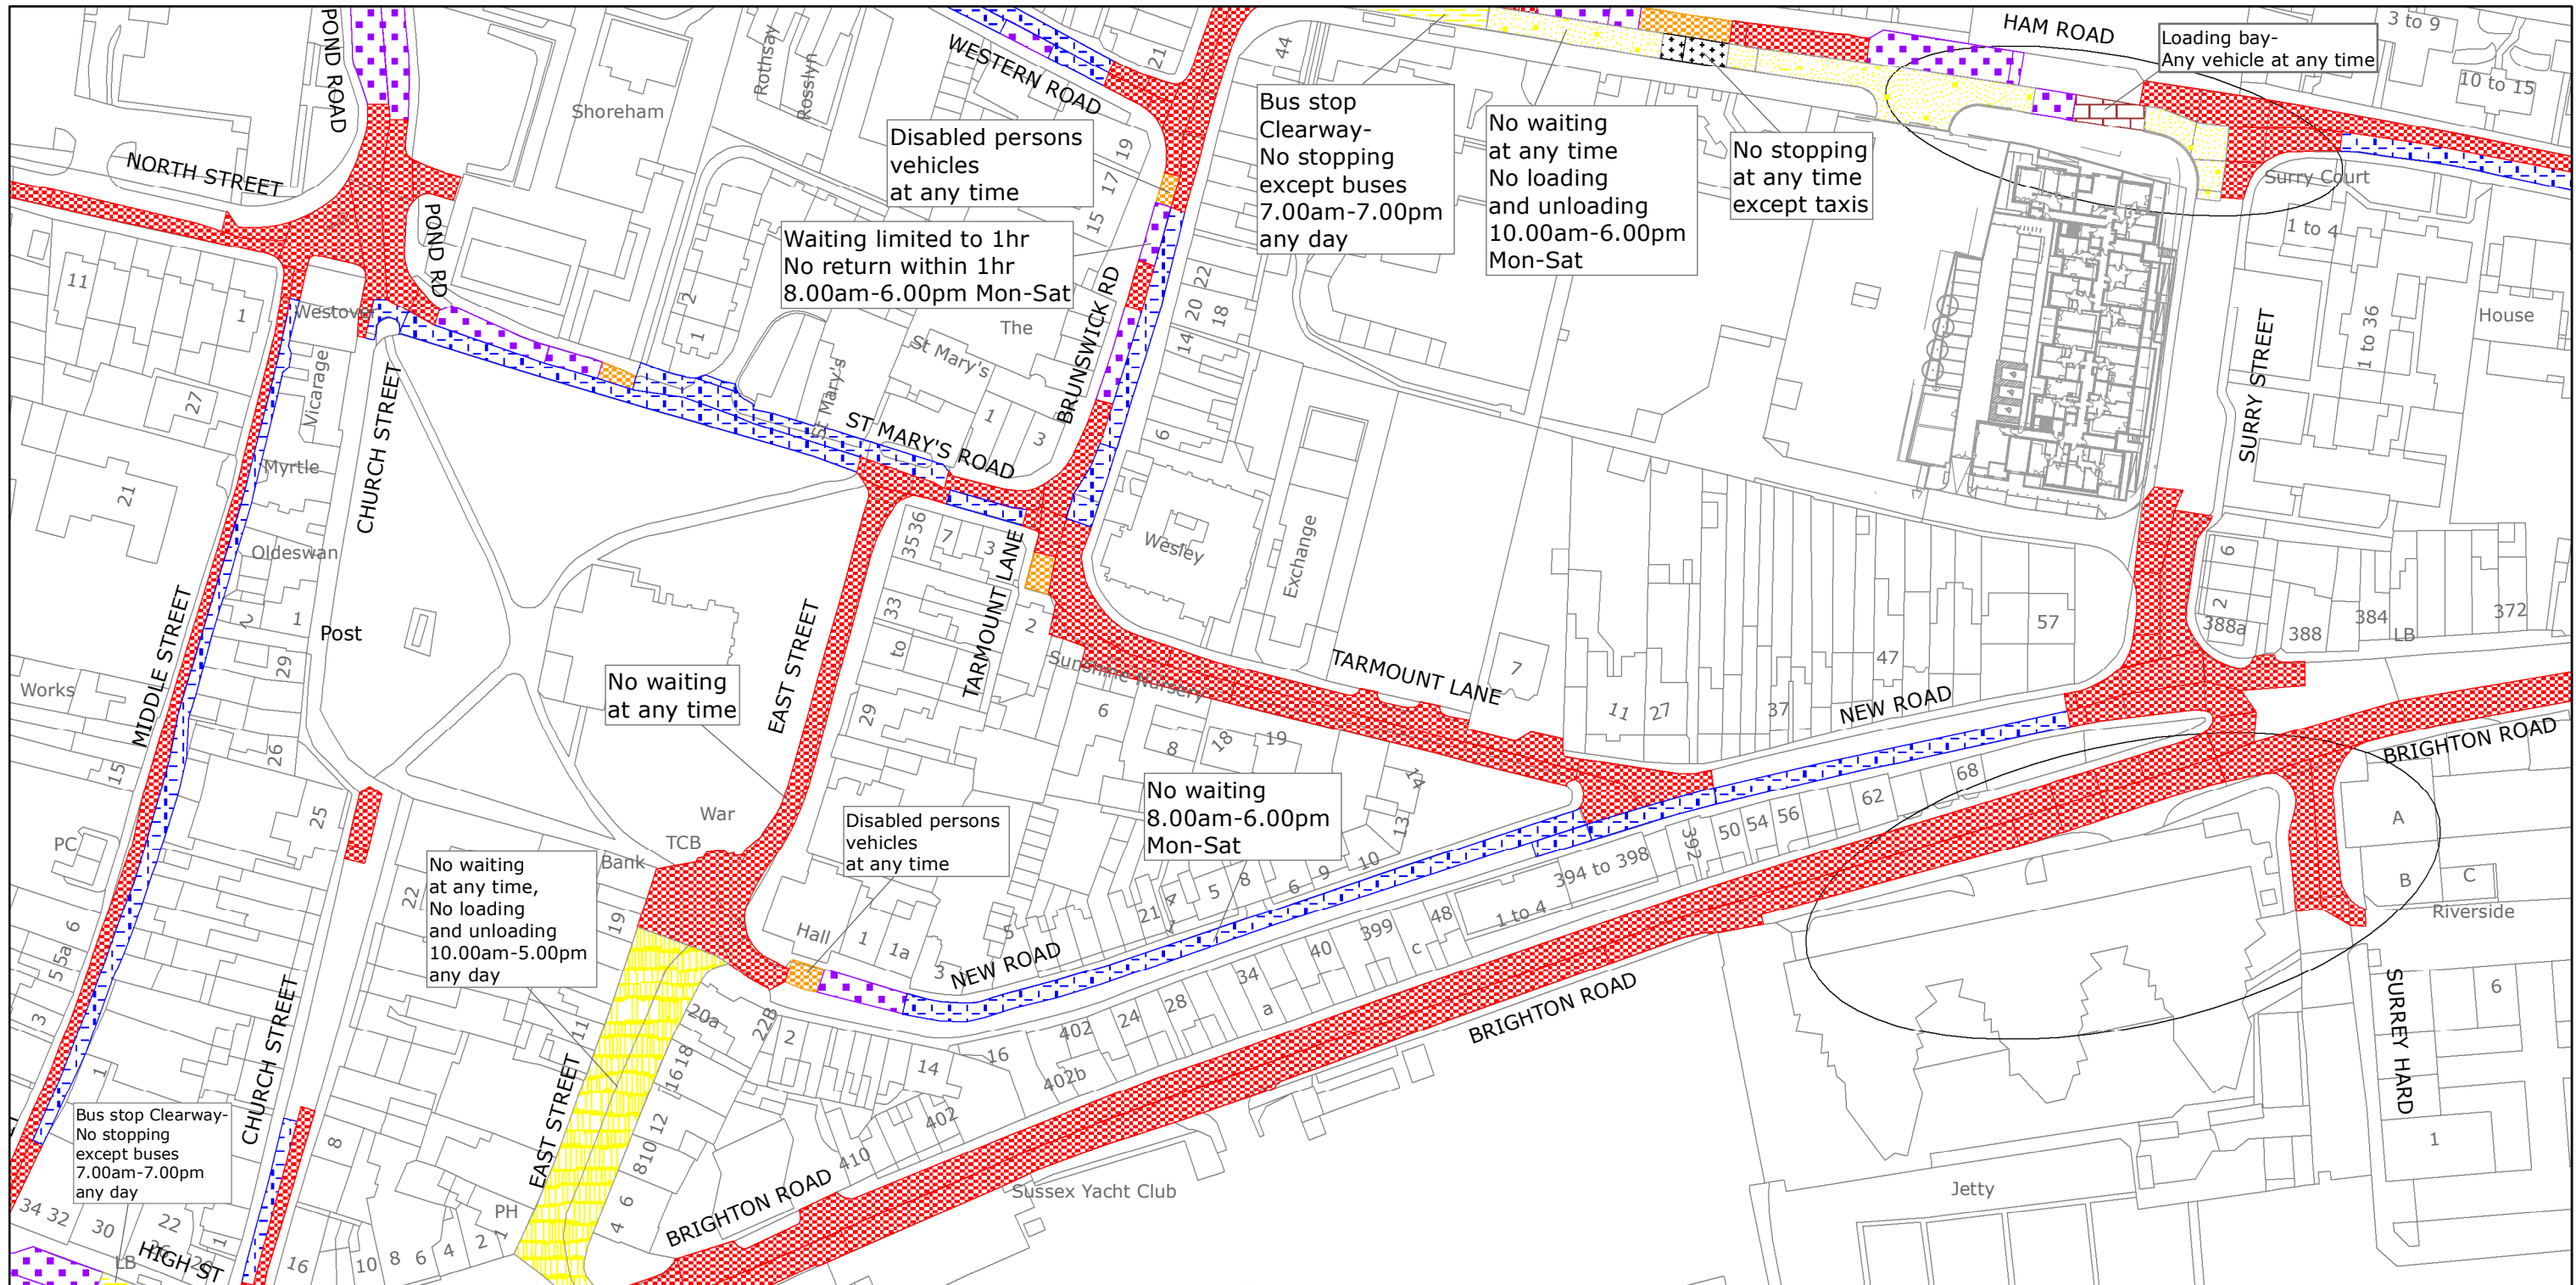 POND ROAD
NORTH STREET
POND RD
Shoreham
Rothsay
Rosslyn
WESTERN ROAD
21
44
HAM ROAD
3 to 9
10 to 15
Loading bay-
Any vehicle at any time
Disabled persons
vehicles
at any time
Waiting limited to 1hr
No return within 1hr
8.00am-6.00pm Mon-Sat
Bus stop
Clearway-
No stopping
except buses
7.00am-7.00pm
any day
No waiting
at any time
No loading
and unloading
10.00am-6.00pm
Mon-Sat
No stopping
at any time
except taxis
Surry Court
1 to 4
1 to 36
House
SURRY STREET
19
17
15
22
20
18
14
6
BRUNSWICK RD
11
1
Westover
Vicarage
27
21
Myrtle
Oldeswan
CHURCH STREET
2
1
St Mary's
St Mary's
The
1
3
ST MARY'S ROAD
Wesley
Exchange
35
36
7
3
33
to
29
2
TARMOUNT LANE
EAST STREET
Sunshine Nursery
TARMOUNT LANE
7
11
27
37
47
57
6
2
388a
388
384
LB
372
NEW ROAD
BRIGHTON ROAD
MIDDLE STREET
Works
15
PC
2
1
29
26
25
Post
No waiting
at any time
War
TCB
Bank
22
19
6
8
18
19
14
13
10
9
6
8
5
4
1
21
No waiting
8.00am-6.00pm
Mon-Sat
Disabled persons
vehicles
at any time
No waiting
at any time,
No loading
and unloading
10.00am-5.00pm
any day
Hall
1
1a
3
5
NEW ROAD
68
62
56
54
50
392
394 to 398
1 to 4
48
c
399
40
34
a
28
24
402
402b
16
14
402
410
2
22B
20a
18
16
12
10
8
6
4
11
EAST STREET
BRIGHTON ROAD
BRIGHTON ROAD
Sussex Yacht Club
A
B
C
Riverside
SURREY HARD
6
1
Jetty
6
5a
5
3
1
Bus stop Clearway-
No stopping
except buses
7.00am-7.00pm
any day
CHURCH STREET
8
PH
34
32
30
22
26
20
1
LB
HIGH ST
16
10
8
6
4
2
1